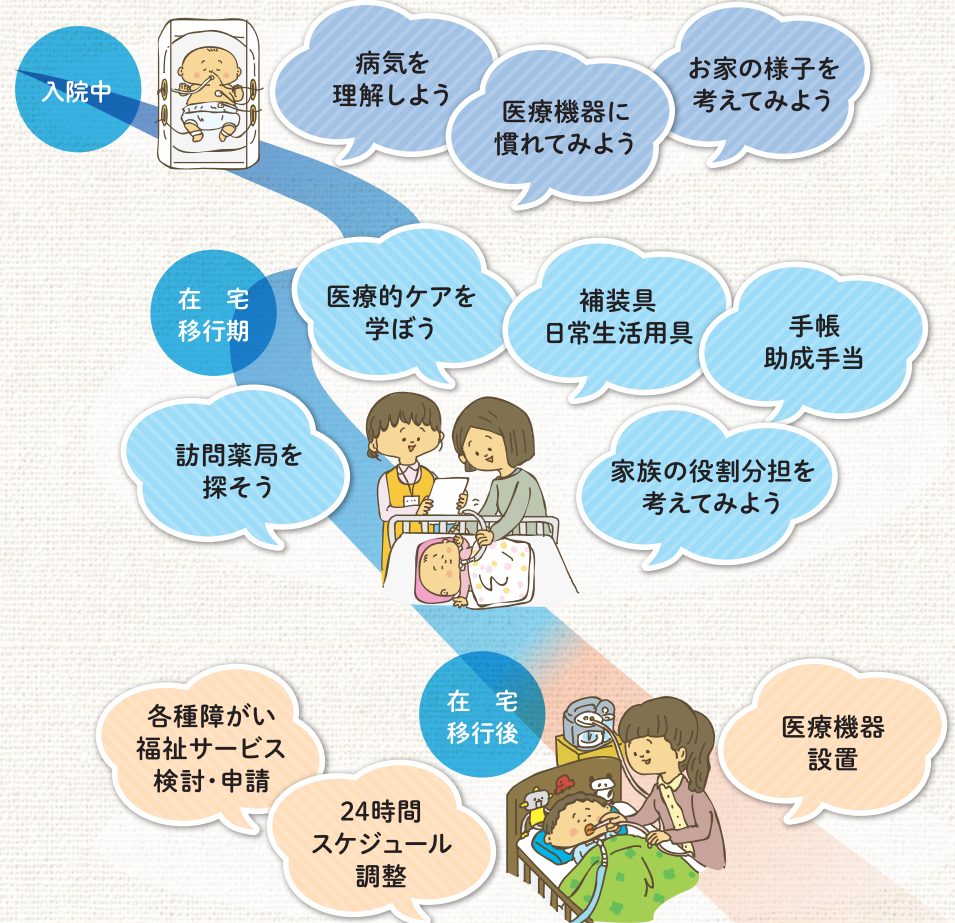 入院中
病気を
理解しよう
医療機器に
慣れてみよう
お家の様子を
考えてみよう
在　宅
移行期
医療的ケアを
学ぼう
補装具
日常生活用具
手帳
助成手当
訪問薬局を
探そう
家族の役割分担を
考えてみよう
在　宅
移行後
各種障がい
福祉サービス
検討・申請
24時間
スケジュール
調整
医療機器
設置